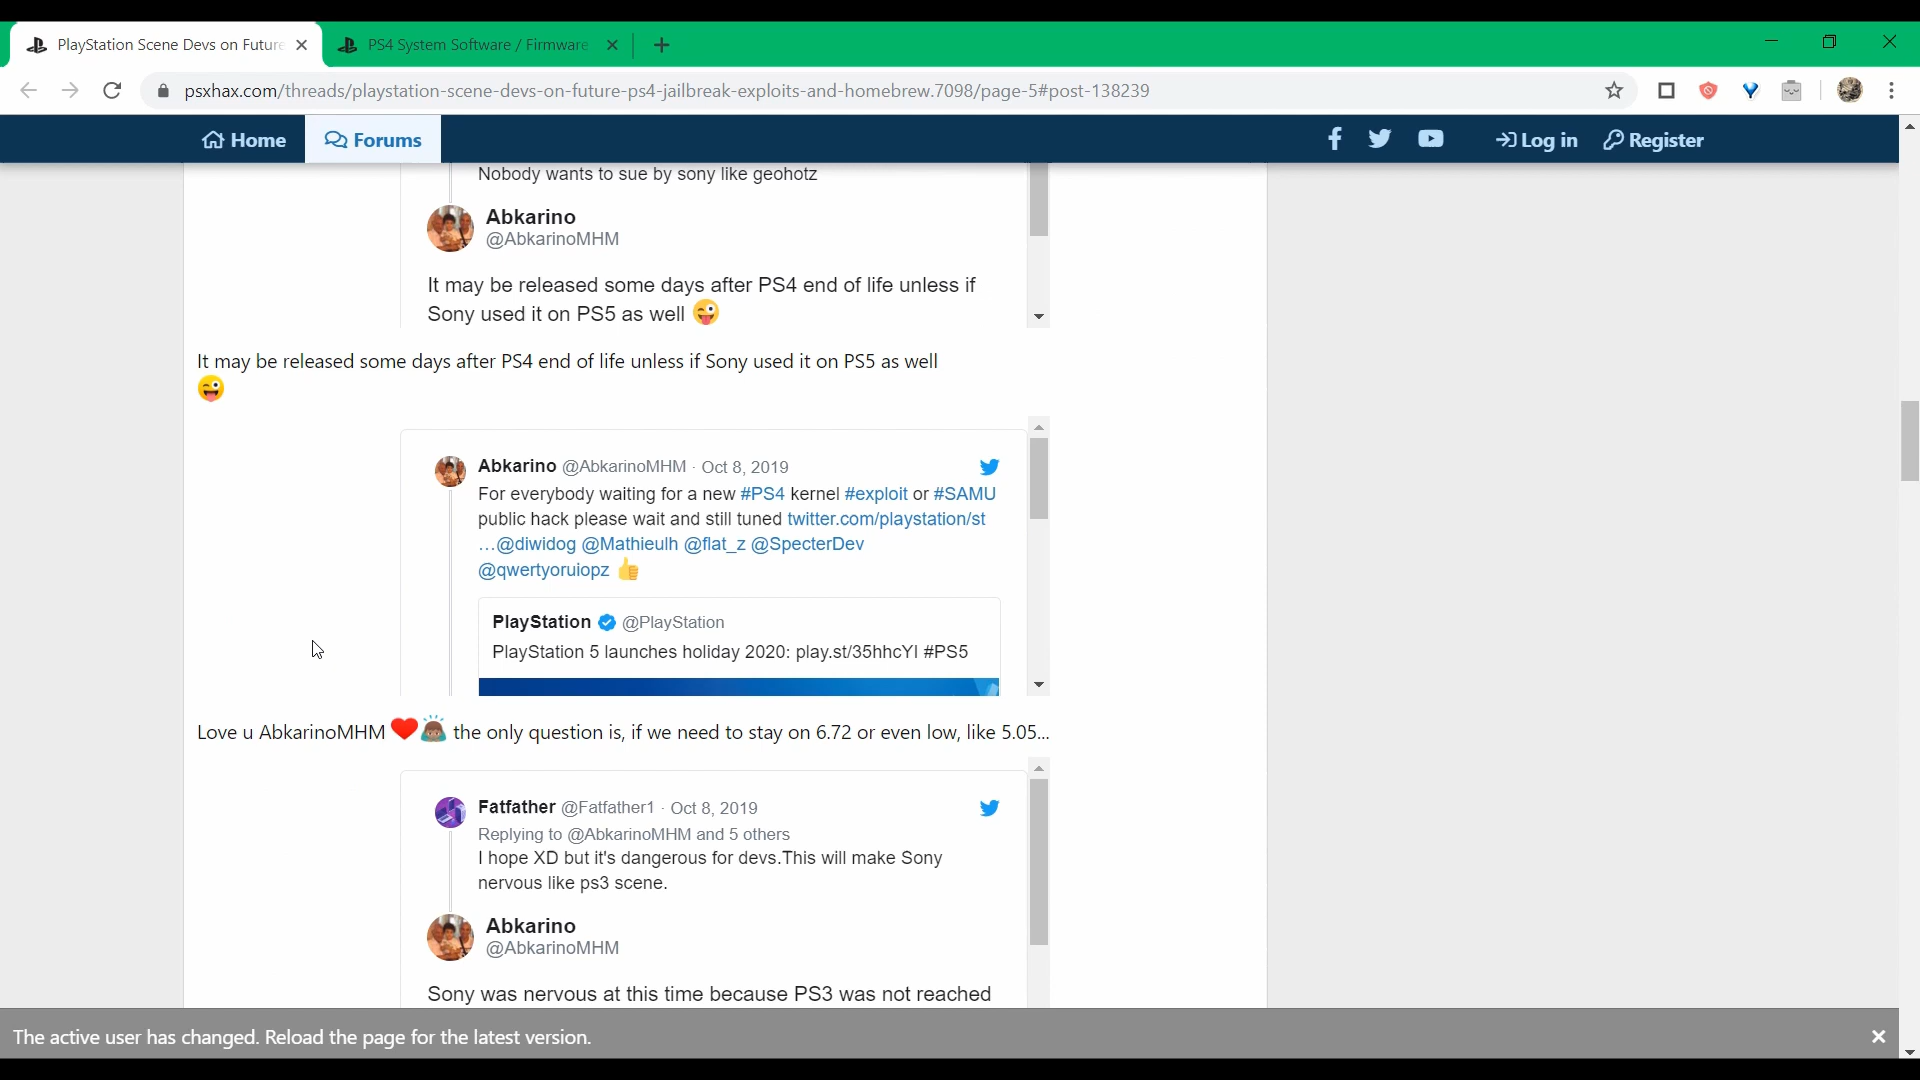 PlayStation Scene Devs on Future
PS4 System Software / Firmware
psxhax.com/threads/playstation-scene-devs-on-future-ps4-jailbreak-exploits-and-homebrew.7098/page-5#post-138239
Home
Forums
Log in
Register
Nobody wants to sue by sony like geohotz
Abkarino
@AbkarinoMHM
It may be released some days after PS4 end of life unless if
Sony used it on PS5 as well 😜
It may be released some days after PS4 end of life unless if Sony used it on PS5 as well
😜
Abkarino @AbkarinoMHM · Oct 8, 2019
For everybody waiting for a new #PS4 kernel #exploit or #SAMU
public hack please wait and still tuned twitter.com/playstation/st
…@diwidog @Mathieulh @flat_z @SpecterDev
@qwertyoruiopz 👍
PlayStation @PlayStation
PlayStation 5 launches holiday 2020: play.st/35hhcYI #PS5
Love u AbkarinoMHM ❤️🙇🏽 the only question is, if we need to stay on 6.72 or even low, like 5.05...
Fatfather @Fatfather1 · Oct 8, 2019
Replying to @AbkarinoMHM and 5 others
I hope XD but it's dangerous for devs.This will make Sony
nervous like ps3 scene.
Abkarino
@AbkarinoMHM
Sony was nervous at this time because PS3 was not reached
The active user has changed. Reload the page for the latest version.